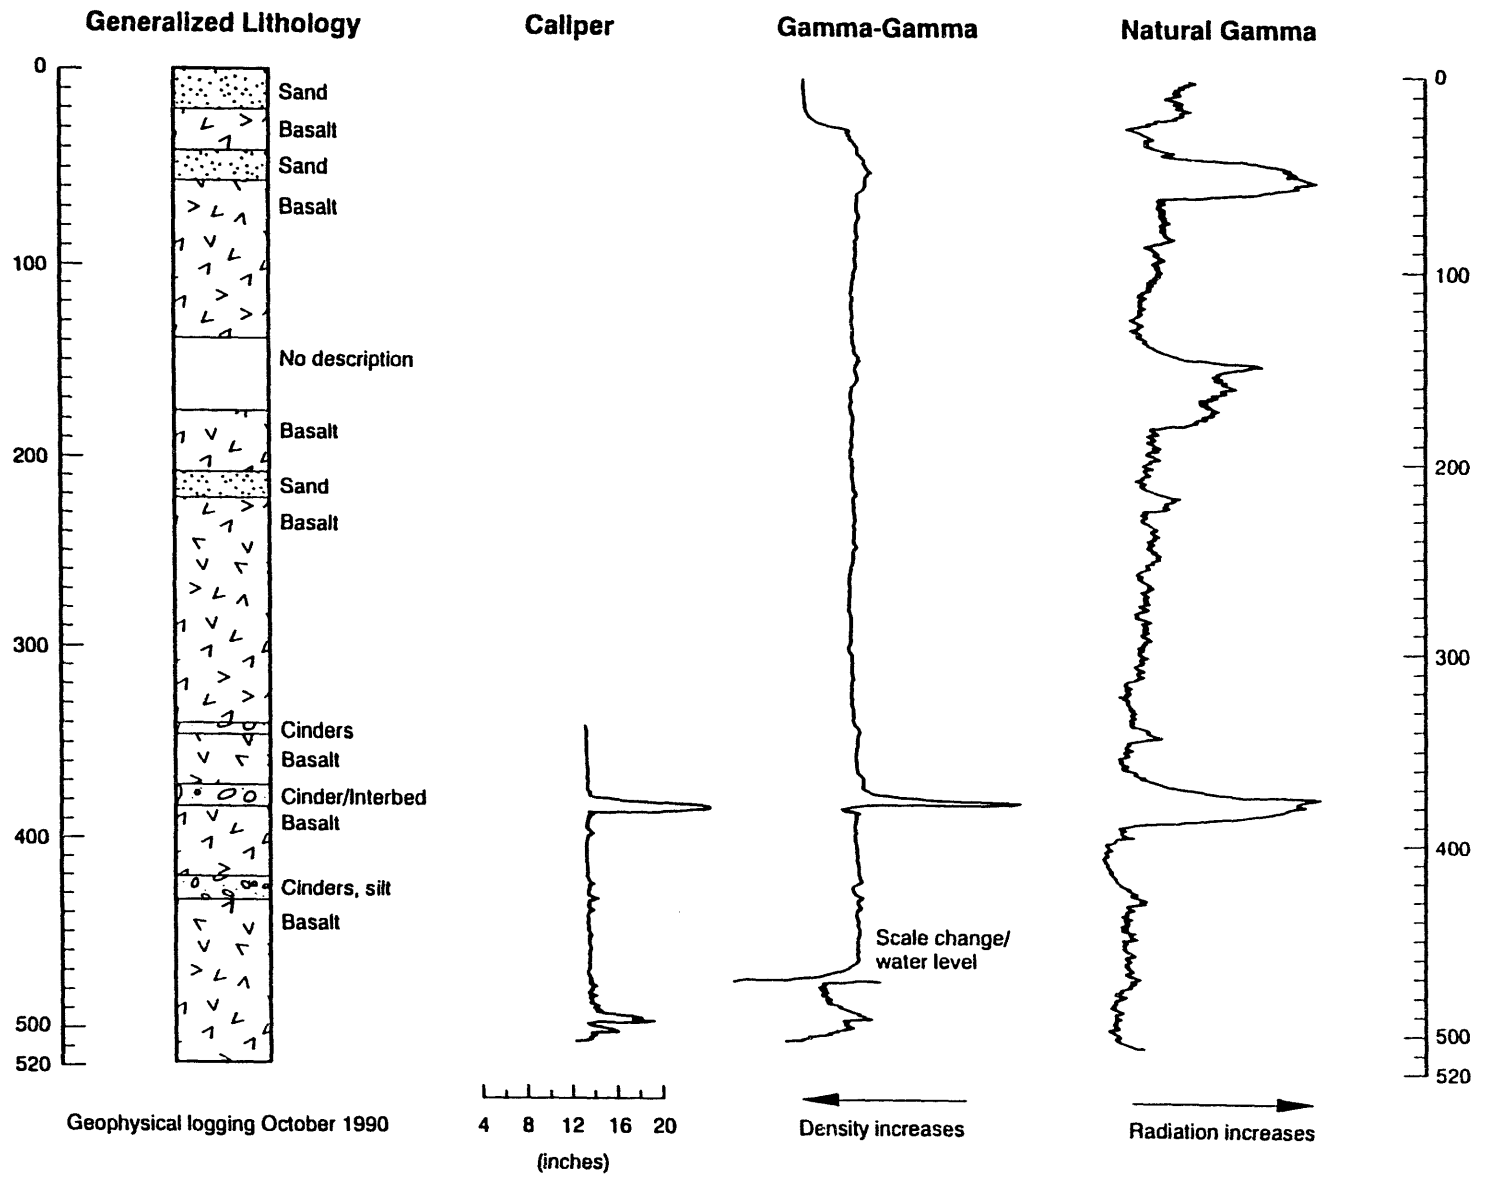 Generalized Lithology
Caliper
Gamma-Gamma
Natural Gamma
0
100
200
300
400
500
520
Sand
Basalt
Sand
Basalt
No description
Basalt
Sand
Basalt
Cinders
Basalt
Cinder/Interbed
Basalt
Cinders, silt
Basalt
Scale change/
water level
0
100
200
300
400
500
520
Geophysical logging October 1990
4 8 12 16 20
(inches)
Density increases
Radiation increases